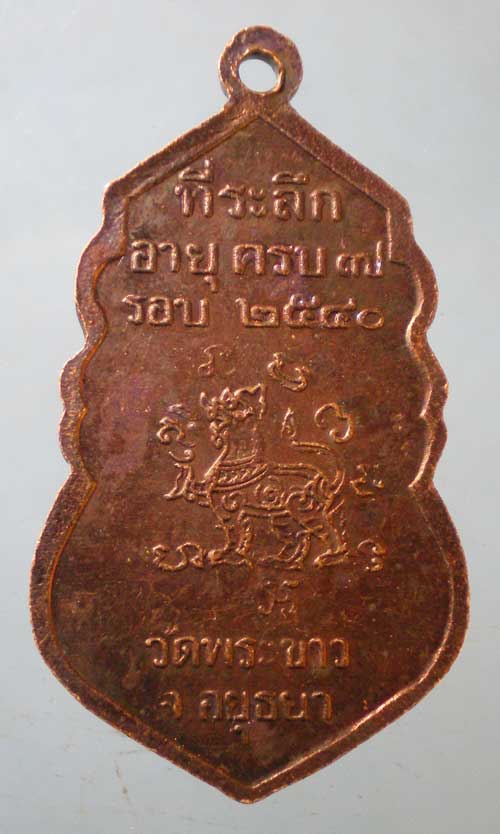 ที่ระลึก
อายุ ครบ ๗
รอบ ๒๕๔๐
วัดพระขาว
จ.อยุธยา